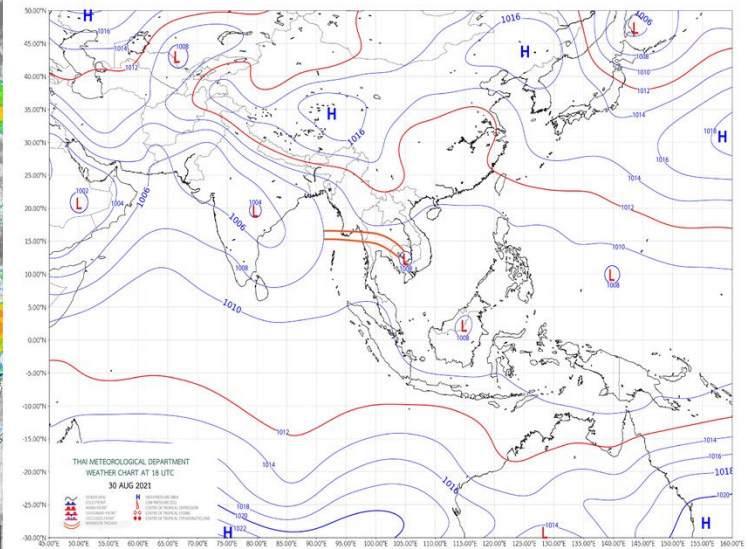 50.00°N
45.00°N
40.00°N
35.00°N
30.00°N
25.00°N
20.00°N
15.00°N
10.00°N
5.00°N
0.00°N
-5.00°N
-10.00°N
-15.00°N
-20.00°N
-25.00°N
-30.00°N
H
1016
1014
1012
1008
L
1016
H
1006
L
1008
1010
1012
1014
H
1016
1018
H
1016
1014
1012
1002
L
1004
1006
1004
L
1006
1008
1010
1010
L
1008
L
1008
L
1008
1012
1014
1016
1014
1016
1018
1018
1020
1022
H
1014
L
1020
H
THAI METEOROLOGICAL DEPARTMENT
WEATHER CHART AT 18 UTC
30 AUG 2021
45.00°E 50.00°E 55.00°E 60.00°E 65.00°E 70.00°E 75.00°E 80.00°E 85.00°E 90.00°E 95.00°E 100.00°E 105.00°E 110.00°E 115.00°E 120.00°E 125.00°E 130.00°E 135.00°E 140.00°E 145.00°E 150.00°E 155.00°E 160.00°E